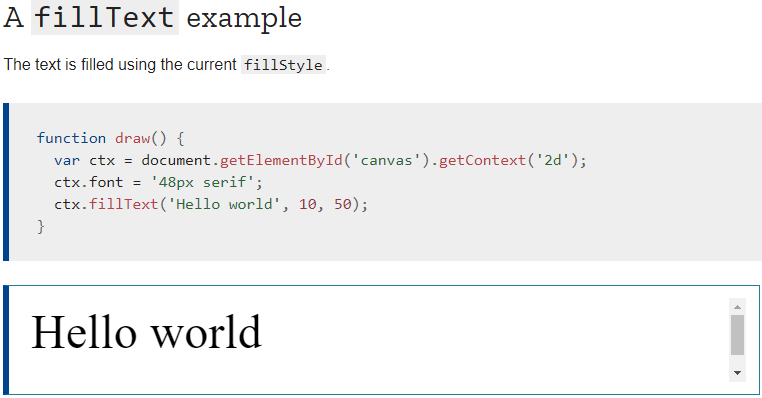 A fillText example
The text is filled using the current fillStyle.
function draw() {
  var ctx = document.getElementById('canvas').getContext('2d');
  ctx.font = '48px serif';
  ctx.fillText('Hello world', 10, 50);
}
Hello world